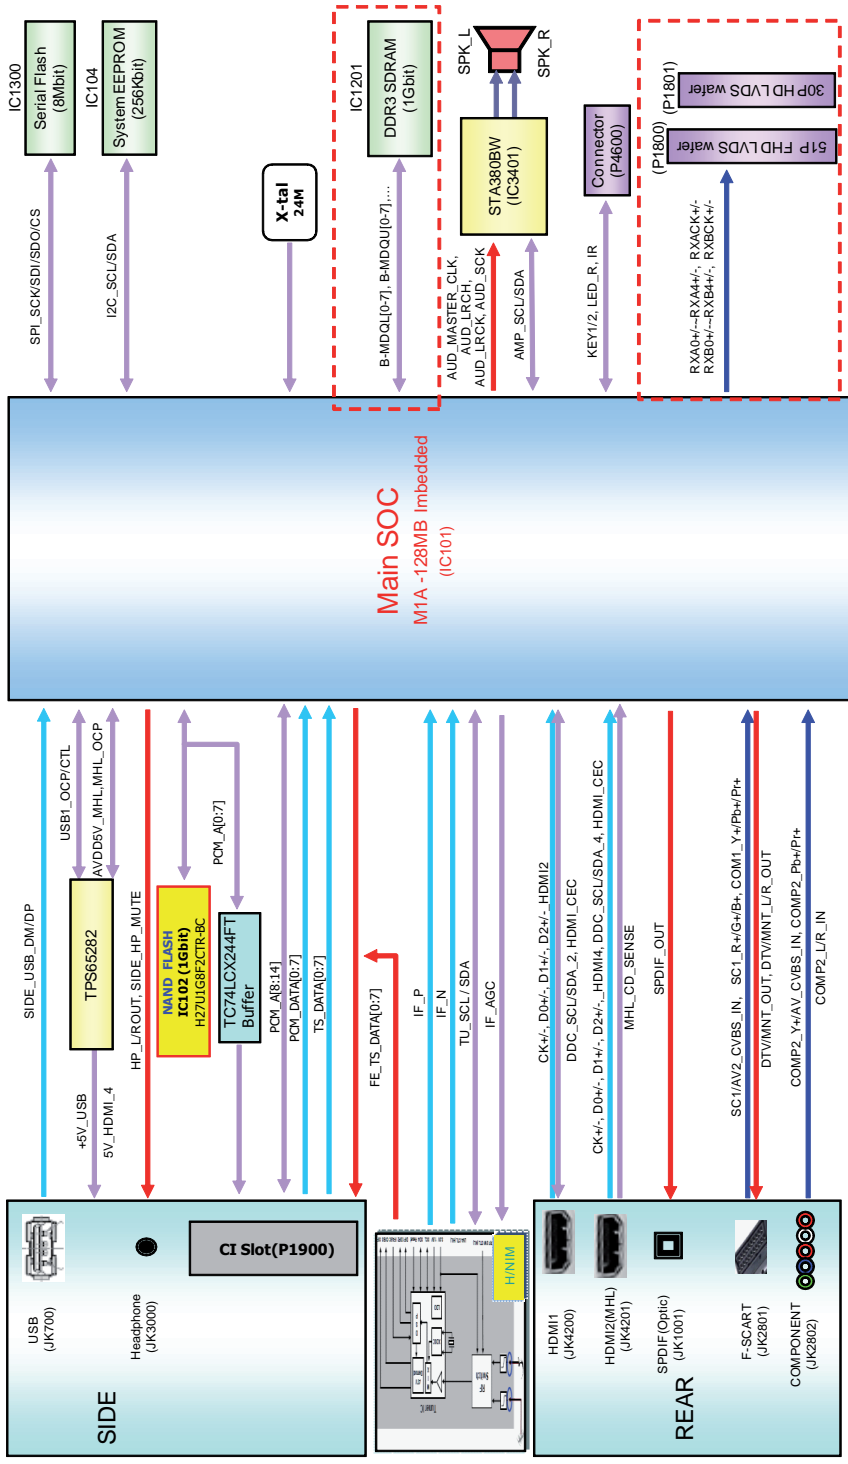 SIDE
USB
(JK700)
Headphone
(JK3000)
CI Slot(P1900)
SIDE_USB_DM/DP
+5V_USB
5V_HDMI_4
TPS65282
USB1_OCP/CTL
AVDD5V_MHL,MHL_OCP
HP_L/ROUT, SIDE_HP_MUTE
NAND FLASH
IC102 (1Gbit)
H27U1G8F2CTR-BC
TC74LCX244FT
Buffer
PCM_A[0:7]
PCM_A[8:14]
PCM_DATA[0:7]
TS_DATA[0:7]
FE_TS_DATA[0:7]
H/NIM
Tuner IC
RF
Switch
IF_P
IF_N
TU_SCL / SDA
IF_AGC
REAR
HDMI1
(JK4200)
HDMI2(MHL)
(JK4201)
SPDIF(Optic)
(JK1001)
F-SCART
(JK2801)
COMPONENT
(JK2802)
CK+/-, D0+/-, D1+/-, D2+/-_HDMI2
DDC_SCL/SDA_2, HDMI_CEC
CK+/-, D0+/-, D1+/-, D2+/-_HDMI4, DDC_SCL/SDA_4, HDMI_CEC
MHL_CD_SENSE
SPDIF_OUT
SC1/AV2_CVBS_IN, SC1_R+/G+/B+, COM1_Y+/Pb+/Pr+
DTV/MNT_OUT, DTV/MNT_L/R_OUT
COMP2_Y+/AV_CVBS_IN, COMP2_Pb+/Pr+
COMP2_L/R_IN
Main SOC
M1A -128MB Imbedded
(IC101)
SPI_SCK/SDI/SDO/CS
IC1300
Serial Flash
(8Mbit)
I2C_SCL/SDA
IC104
System EEPROM
(256Kbit)
X-tal
24M
B-MDQL[0-7], B-MDQU[0-7],...
IC1201
DDR3 SDRAM
(1Gbit)
AUD_MASTER_CLK,
AUD_LRCH,
AUD_LRCK, AUD_SCK
AMP_SCL/SDA
STA380BW
(IC3401)
SPK_L
SPK_R
KEY1/2, LED_R, IR
Connector
(P4600)
RXA0+/-~RXA4+/-, RXACK+/-
RXB0+/-~RXB4+/-, RXBCK+/-
(P1800)
51P FHD LVDS wafer
(P1801)
30P HD LVDS wafer